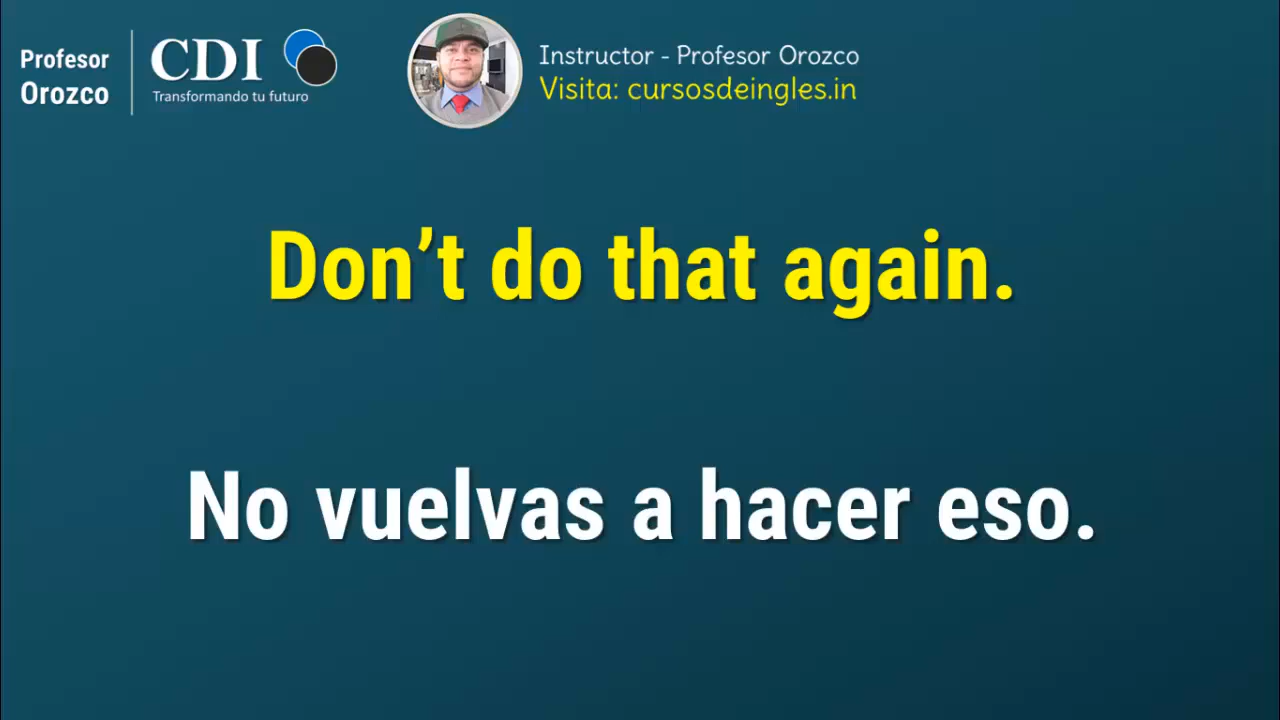 Profesor
Orozco
CDI
Transformando tu futuro
Instructor - Profesor Orozco
Visita: cursosdeingles.in
Don’t do that again.
No vuelvas a hacer eso.